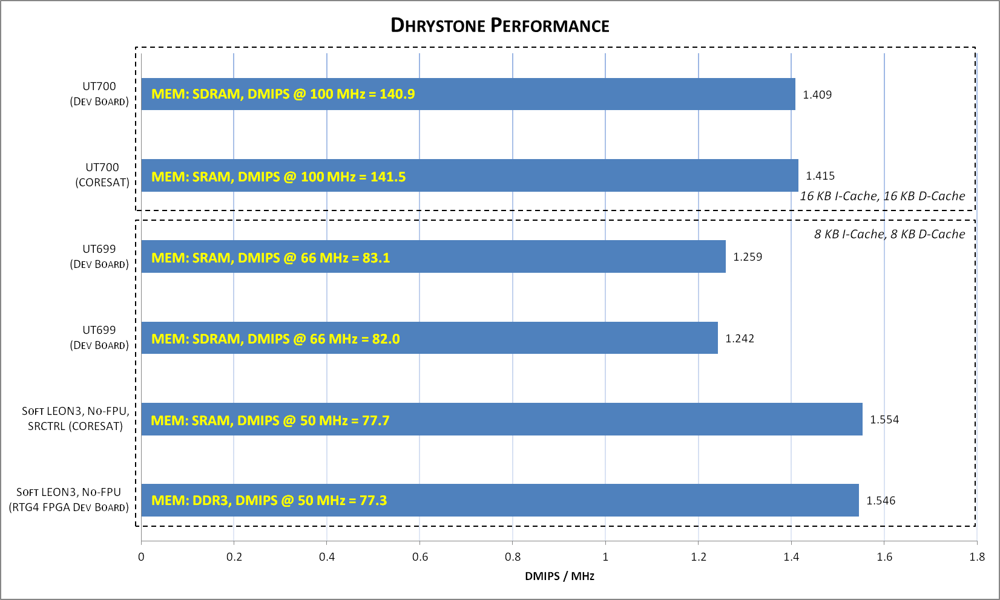 DHRYSTONE PERFORMANCE
UT700
(DEV BOARD)
MEM: SDRAM, DMIPS @ 100 MHz = 140.9
1.409
UT700
(CORESAT)
MEM: SRAM, DMIPS @ 100 MHz = 141.5
1.415
16 KB I-Cache, 16 KB D-Cache
8 KB I-Cache, 8 KB D-Cache
UT699
(DEV BOARD)
MEM: SRAM, DMIPS @ 66 MHz = 83.1
1.259
UT699
(DEV BOARD)
MEM: SDRAM, DMIPS @ 66 MHz = 82.0
1.242
SOFT LEON3, NO-FPU,
SRCTRL (CORESAT)
MEM: SRAM, DMIPS @ 50 MHz = 77.7
1.554
SOFT LEON3, NO-FPU
(RTG4 FPGA DEV BOARD)
MEM: DDR3, DMIPS @ 50 MHz = 77.3
1.546
0 0.2 0.4 0.6 0.8 1 1.2 1.4 1.6 1.8
DMIPS / MHZ